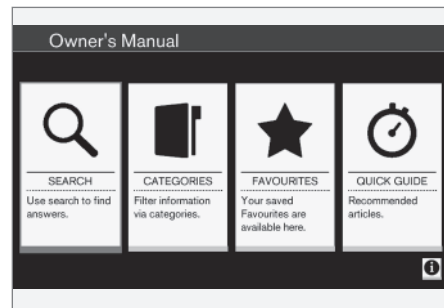 Owner's Manual
SEARCH
Use search to find
answers.
CATEGORIES
Filter information
via categories.
FAVOURITES
Your saved
Favourites are
available here.
QUICK GUIDE
Recommended
articles.